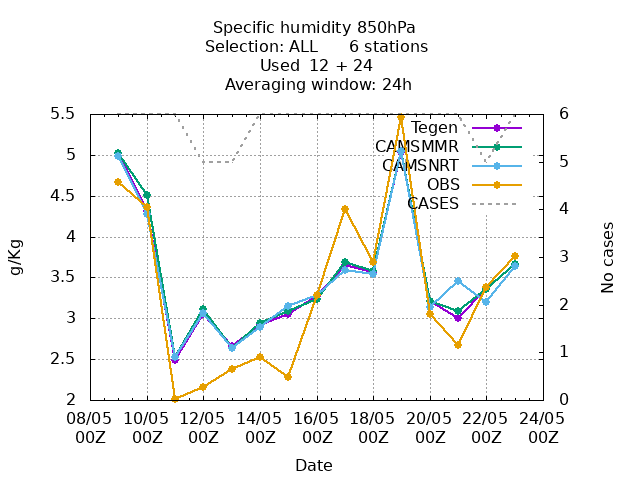 Specific humidity 850hPa
Selection: ALL      6 stations
Used  12 + 24
Averaging window: 24h
5.5
5
4.5
4
3.5
3
2.5
2
g/Kg
6
5
4
3
2
1
0
No cases
Tegen
CAMSMMR
CAMSNRT
OBS
CASES
08/05 10/05 12/05 14/05 16/05 18/05 20/05 22/05 24/05
00Z 00Z 00Z 00Z 00Z 00Z 00Z 00Z 00Z
Date